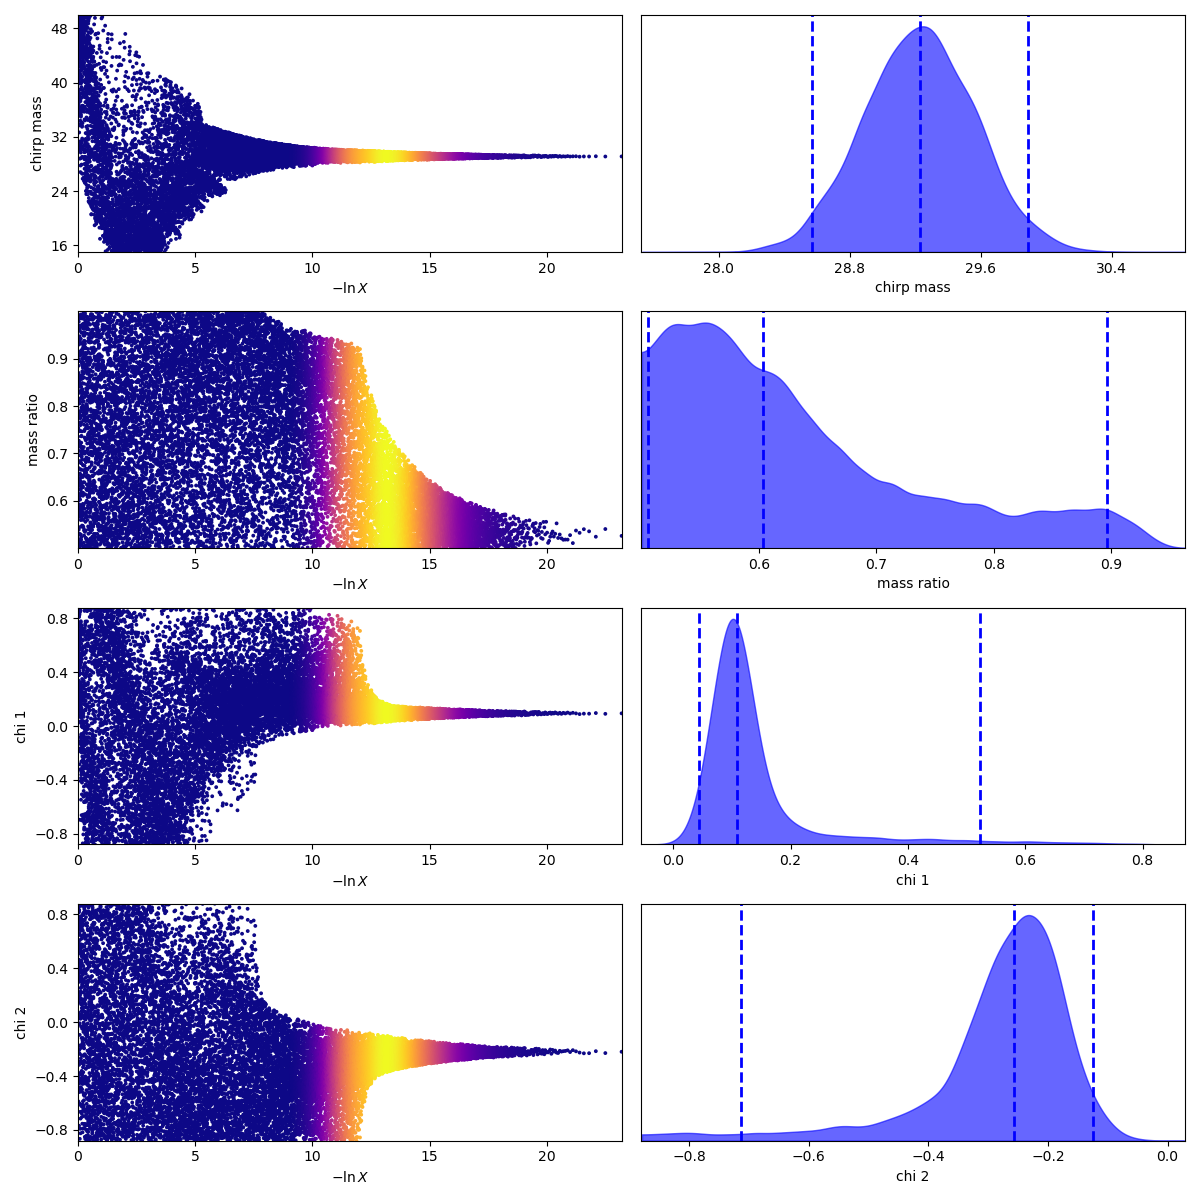 chirp mass
48
40
32
24
16
0 5 10 15 20
−ln X
28.0 28.8 29.6 30.4
chirp mass
mass ratio
0.9
0.8
0.7
0.6
0 5 10 15 20
−ln X
0.6 0.7 0.8 0.9
mass ratio
chi 1
0.8
0.4
0.0
−0.4
−0.8
0 5 10 15 20
−ln X
0.0 0.2 0.4 0.6 0.8
chi 1
chi 2
0.8
0.4
0.0
−0.4
−0.8
0 5 10 15 20
−ln X
−0.8 −0.6 −0.4 −0.2 0.0
chi 2